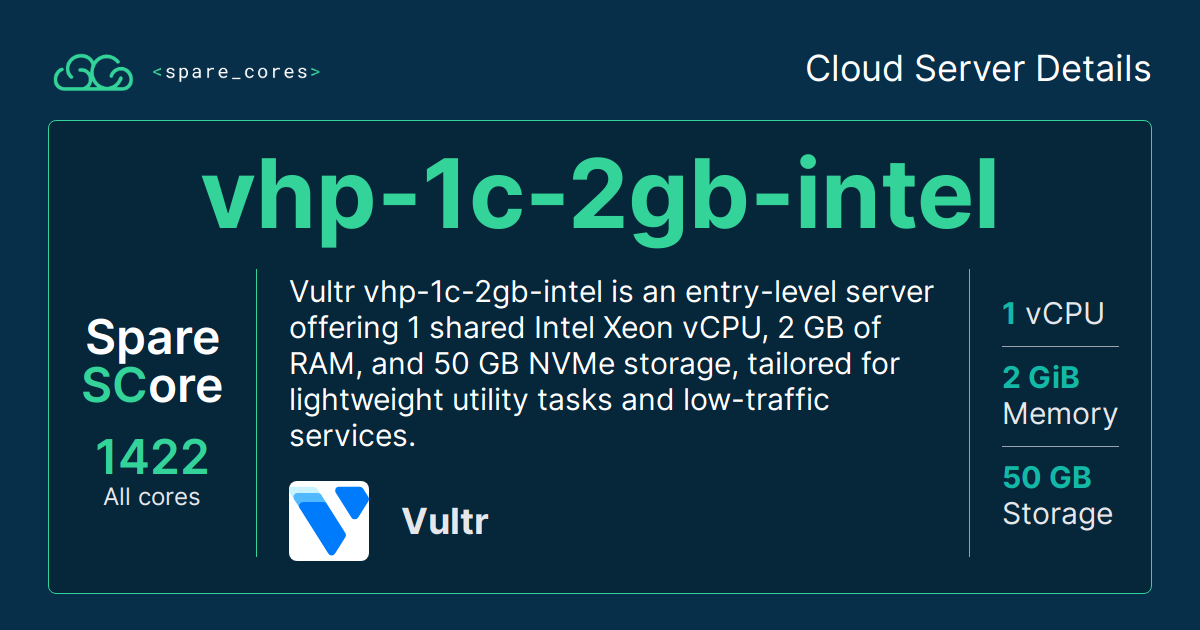 <spare_cores>
Cloud Server Details
vhp-1c-2gb-intel
Spare
SCore
1422
All cores
Vultr vhp-1c-2gb-intel is an entry-level server
offering 1 shared Intel Xeon vCPU, 2 GB of
RAM, and 50 GB NVMe storage, tailored for
lightweight utility tasks and low-traffic
services.
Vultr
1 vCPU
2 GiB
Memory
50 GB
Storage